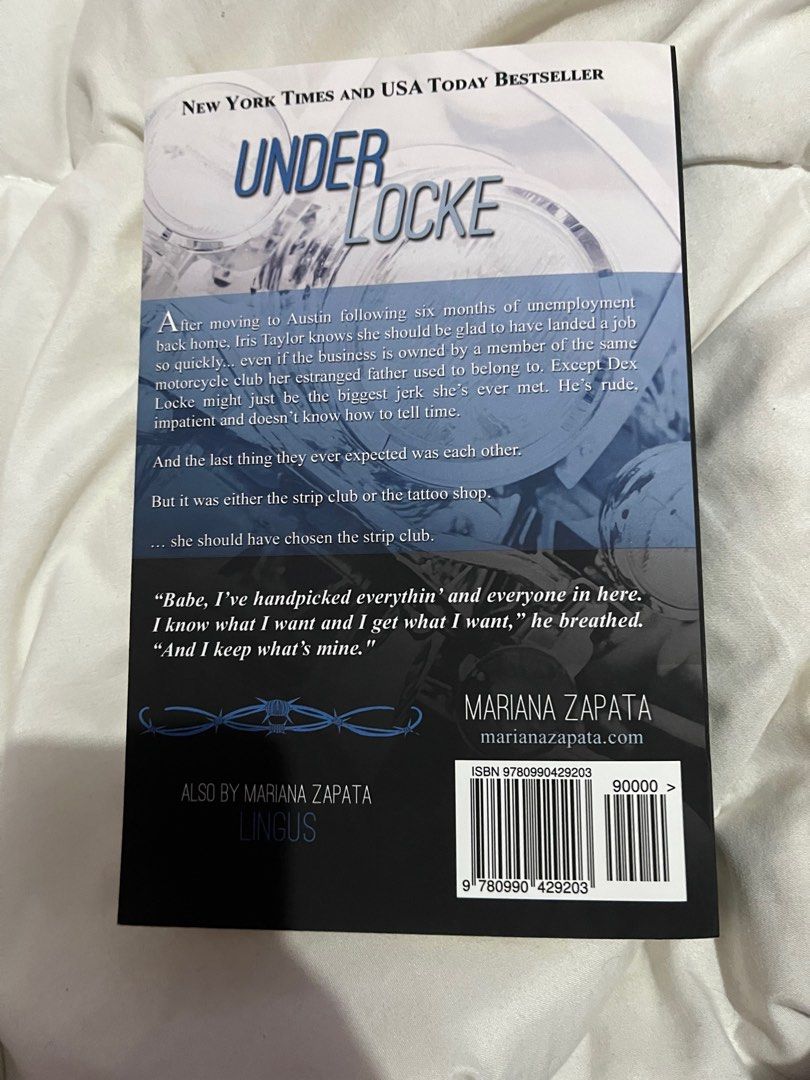 NEW YORK TIMES AND USA TODAY BESTSELLER
UNDER
LOCKE
After moving to Austin following six months of unemployment
back home, Iris Taylor knows she should be glad to have landed a job
so quickly... even if the business is owned by a member of the same
motorcycle club her estranged father used to belong to. Except Dex
Locke might just be the biggest jerk she's ever met. He's rude,
impatient and doesn't know how to tell time.
And the last thing they ever expected was each other.
But it was either the strip club or the tattoo shop.
... she should have chosen the strip club.
“Babe, I've handpicked everythin' and everyone in here.
I know what I want and I get what I want,” he breathed.
“And I keep what's mine."
MARIANA ZAPATA
marianazapata.com
ALSO BY MARIANA ZAPATA
LINGUS
ISBN 9780990429203
90000 >
9 780990 429203